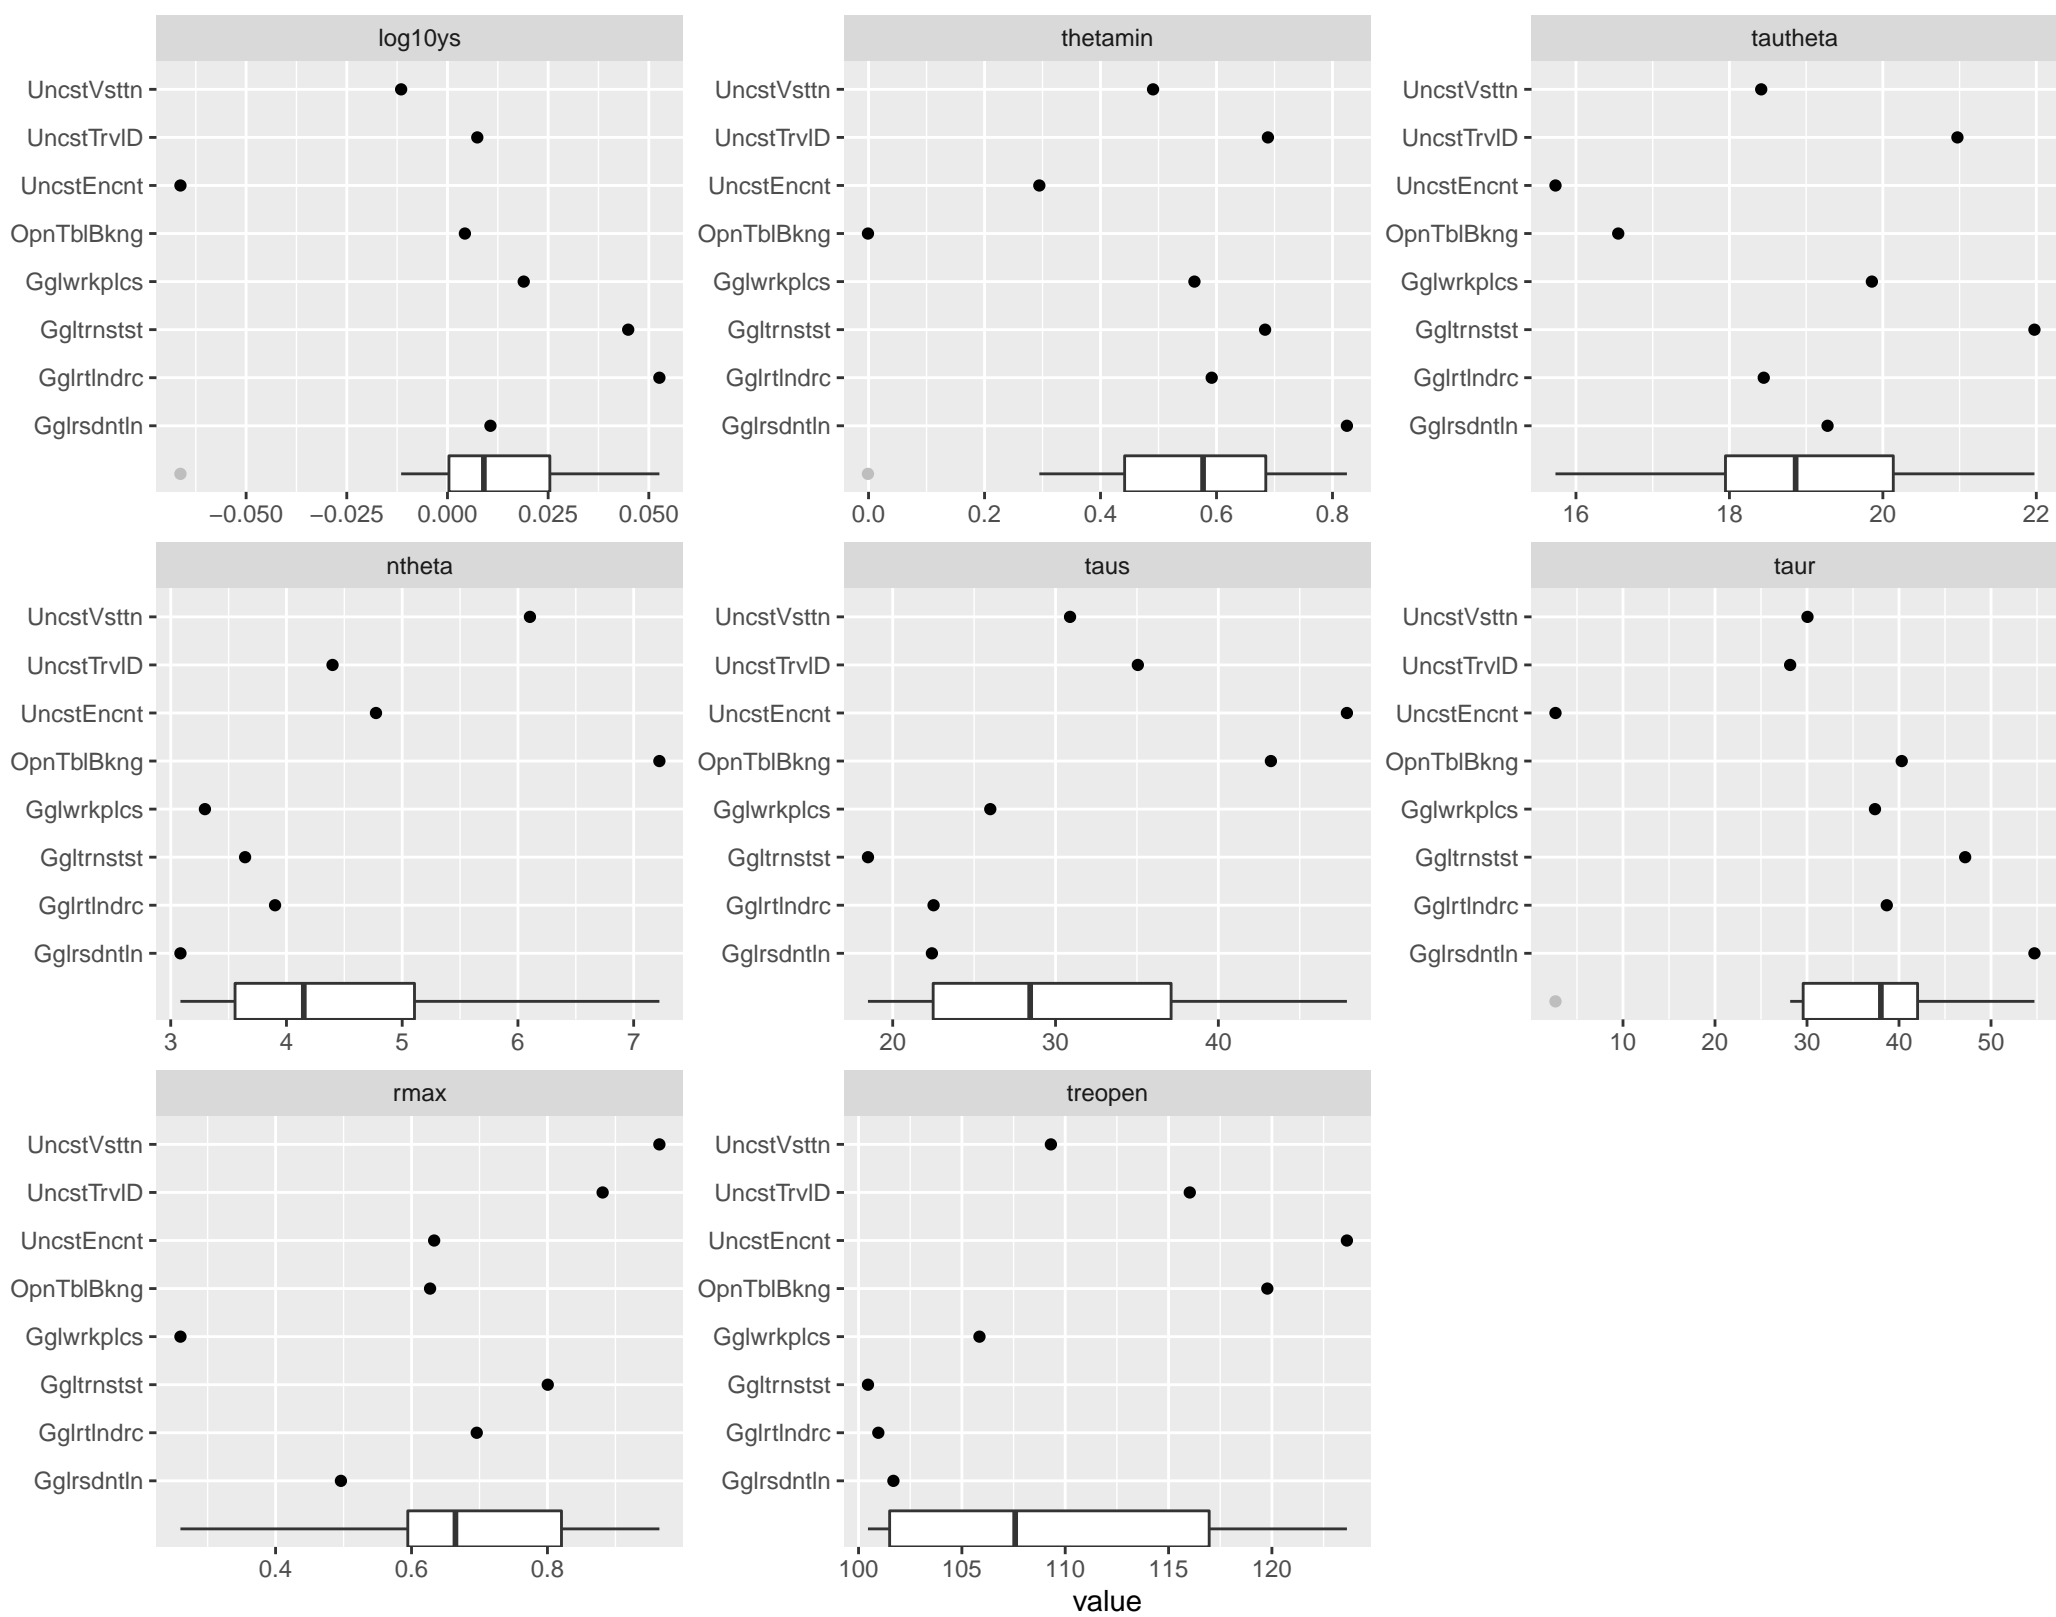 log10ys
UncstVsttn
UncstTrvlD
UncstEncnt
OpnTblBkng
Gglwrkplcs
Ggltrnstst
Gglrtlndrc
Gglrsdntln
−0.050 −0.025 0.000 0.025 0.050
thetamin
UncstVsttn
UncstTrvlD
UncstEncnt
OpnTblBkng
Gglwrkplcs
Ggltrnstst
Gglrtlndrc
Gglrsdntln
0.0 0.2 0.4 0.6 0.8
tautheta
UncstVsttn
UncstTrvlD
UncstEncnt
OpnTblBkng
Gglwrkplcs
Ggltrnstst
Gglrtlndrc
Gglrsdntln
16 18 20 22
ntheta
UncstVsttn
UncstTrvlD
UncstEncnt
OpnTblBkng
Gglwrkplcs
Ggltrnstst
Gglrtlndrc
Gglrsdntln
3 4 5 6 7
taus
UncstVsttn
UncstTrvlD
UncstEncnt
OpnTblBkng
Gglwrkplcs
Ggltrnstst
Gglrtlndrc
Gglrsdntln
20 30 40
taur
UncstVsttn
UncstTrvlD
UncstEncnt
OpnTblBkng
Gglwrkplcs
Ggltrnstst
Gglrtlndrc
Gglrsdntln
10 20 30 40 50
rmax
UncstVsttn
UncstTrvlD
UncstEncnt
OpnTblBkng
Gglwrkplcs
Ggltrnstst
Gglrtlndrc
Gglrsdntln
0.4 0.6 0.8
treopen
UncstVsttn
UncstTrvlD
UncstEncnt
OpnTblBkng
Gglwrkplcs
Ggltrnstst
Gglrtlndrc
Gglrsdntln
100 105 110 115 120
value